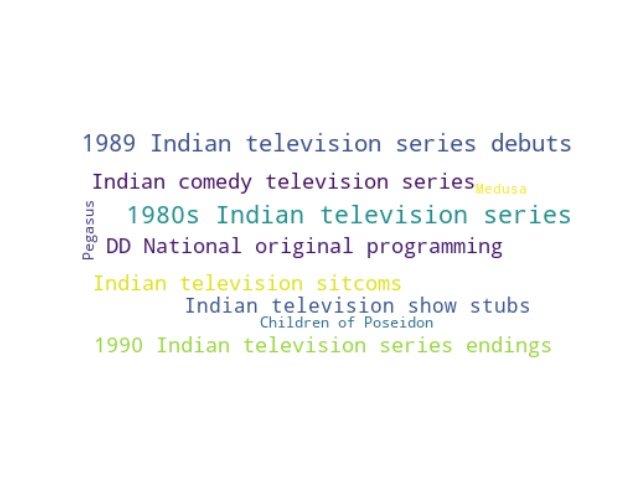 1989 Indian television series debuts
Indian comedy television series
Medusa
Pegasus
1980s Indian television series
DD National original programming
Indian television sitcoms
Indian television show stubs
Children of Poseidon
1990 Indian television series endings